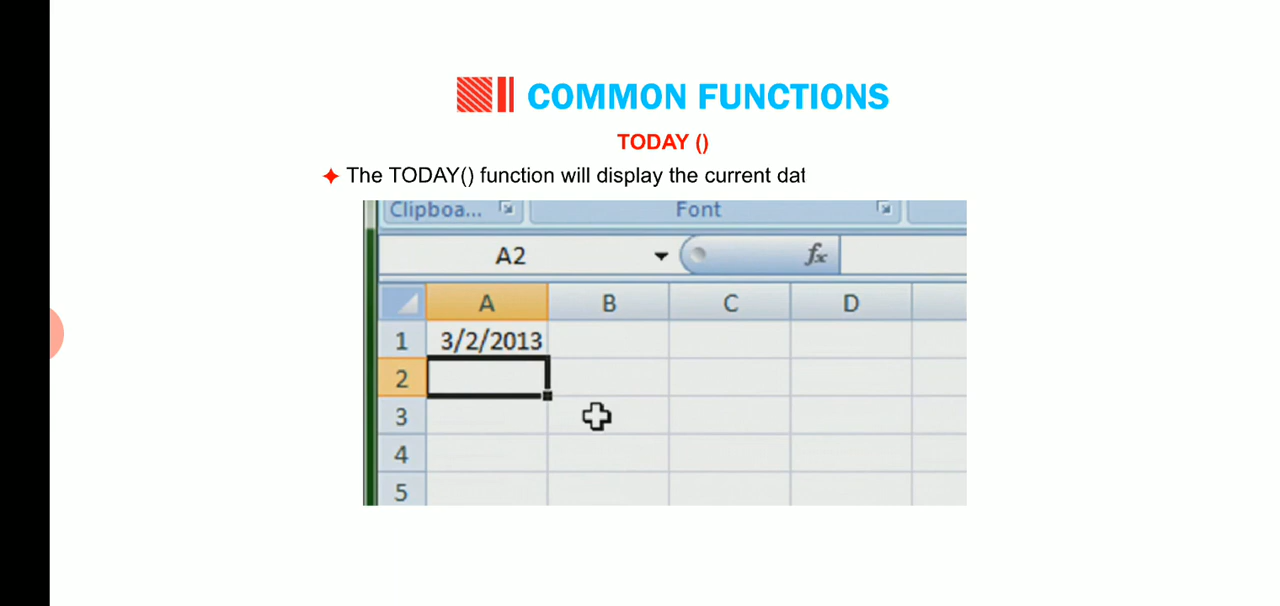 COMMON FUNCTIONS
TODAY ()
The TODAY() function will display the current dat
Clipboa... Font
A2 fx
A B C D
1 3/2/2013
2
3
4
5